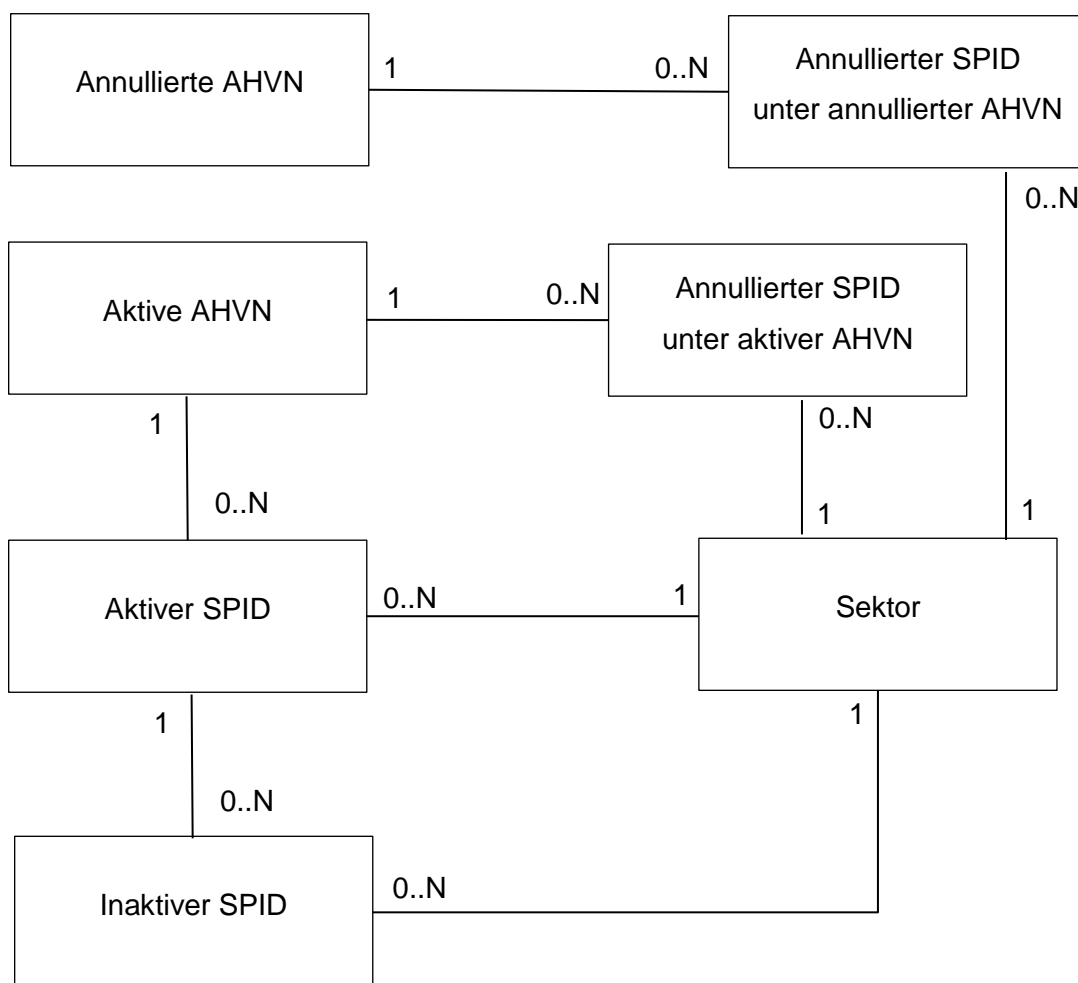 Annullierte AHVN
1
0..N
Annullierter SPID
unter annullierter AHVN
0..N
Aktive AHVN
1
0..N
Annullierter SPID
unter aktiver AHVN
1
0..N
0..N
1
1
Aktiver SPID
0..N
1
Sektor
1
1
0..N
Inaktiver SPID
0..N